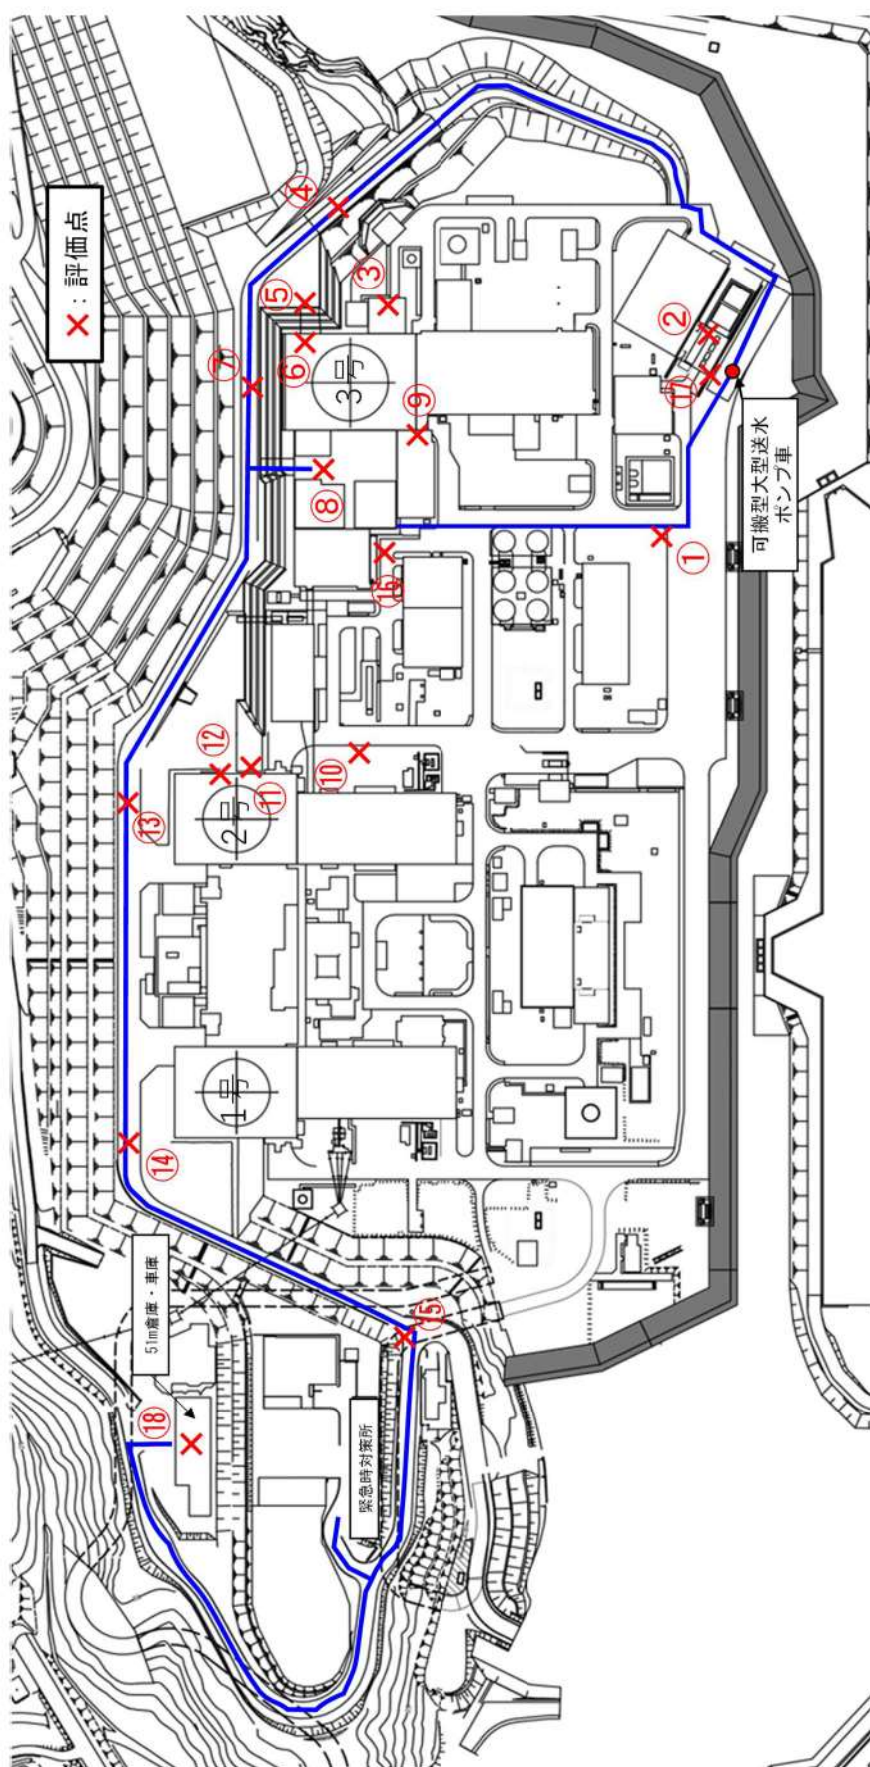 ✕：評価点
④
⑤
③
⑦
⑥
②
3号
⑰
⑨
⑧
可搬型大型送水
ポンプ車
①
⑯
⑫
⑩
⑪
2号
⑬
1号
⑭
51m倉庫・車庫
⑮
⑱
緊急時対策所